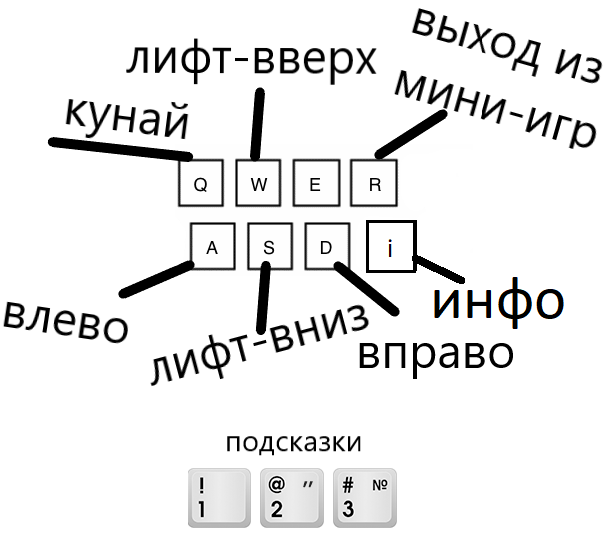 выход из
мини-игр
лифт-вверх
кунай
Q W E R
A S D i
влево
лифт-вниз
вправо
инфо
подсказки
! @ " # №
1 2 3